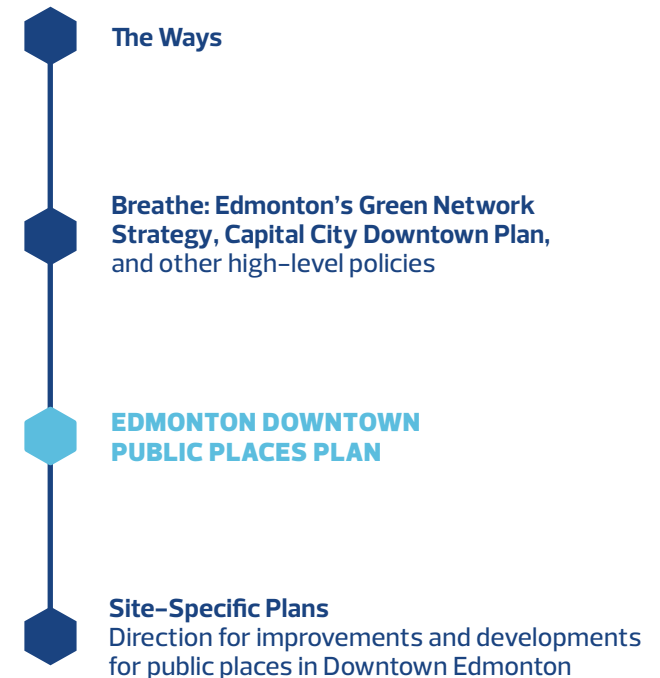 The Ways
Breathe: Edmonton’s Green Network
Strategy, Capital City Downtown Plan,
and other high-level policies
EDMONTON DOWNTOWN
PUBLIC PLACES PLAN
Site-Specific Plans
Direction for improvements and developments
for public places in Downtown Edmonton